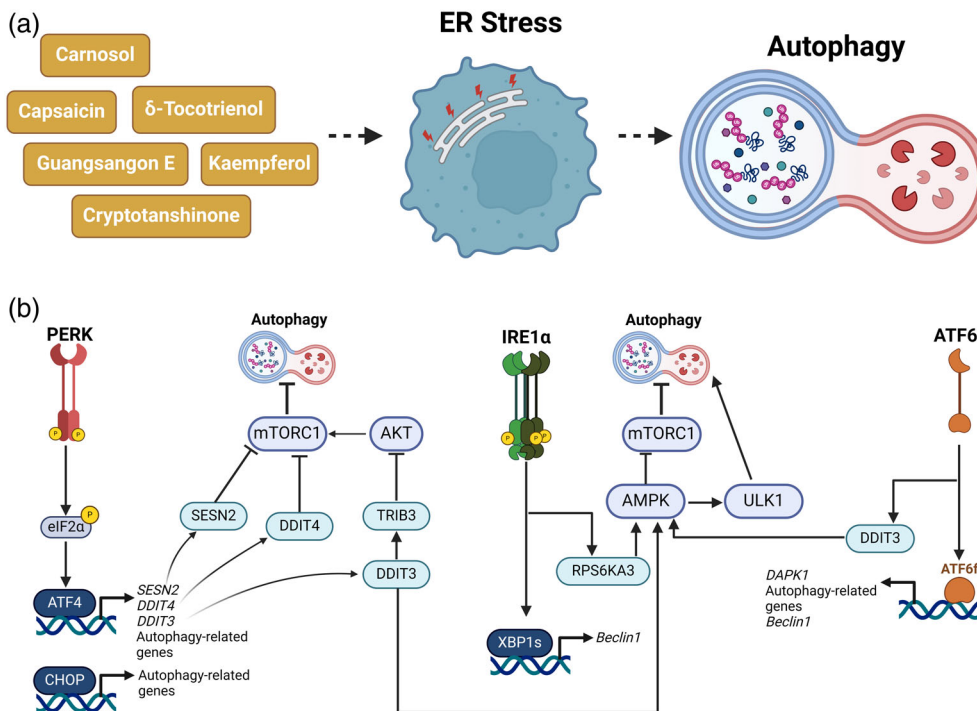 (a)
ER Stress
Autophagy
Carnosol
Capsaicin
δ-Tocotrienol
Guangsangon E
Kaempferol
Cryptotanshinone
(b)
PERK
P
P
eIF2α
P
ATF4
SESN2
DDIT4
DDIT3
Autophagy-related
genes
CHOP
Autophagy-related
genes
Autophagy
mTORC1
AKT
SESN2
DDIT4
TRIB3
DDIT3
IRE1α
P
P
XBP1s
Beclin1
RPS6KA3
Autophagy
mTORC1
AMPK
ULK1
ATF6
DDIT3
ATF6f
DAPK1
Autophagy-related
genes
Beclin1